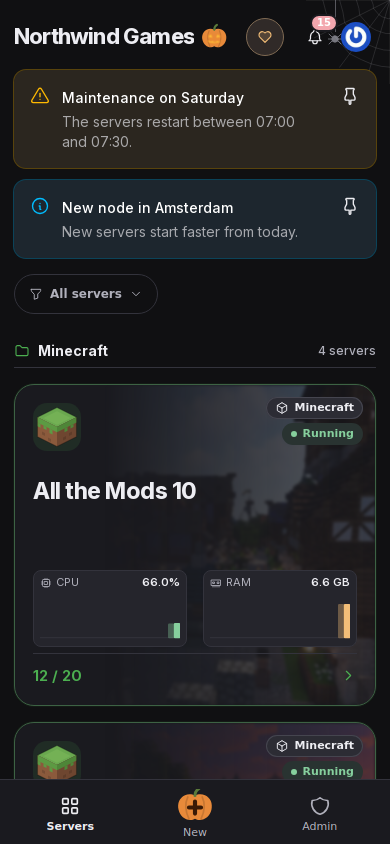 Northwind Games
15
Maintenance on Saturday
The servers restart between 07:00
and 07:30.
New node in Amsterdam
New servers start faster from today.
All servers
Minecraft
4 servers
Minecraft
Running
All the Mods 10
CPU
66.0%
RAM
6.6 GB
12 / 20
Minecraft
Running
Servers
New
Admin